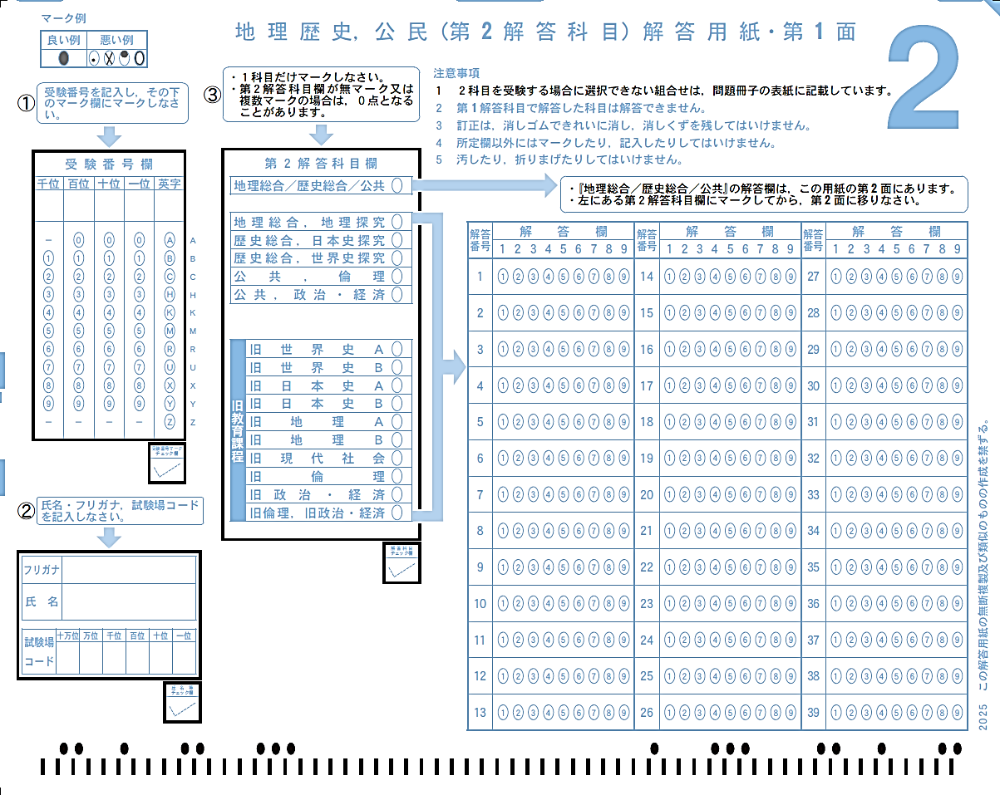 マーク例
良い例 悪い例
地理歴史，公民(第2解答科目)解答用紙・第1面
2
① 受験番号を記入し，その下
のマーク欄にマークしなさ
い。
③ ・１科目だけマークしなさい。
・第２解答科目欄が無マーク又は
複数マークの場合は，０点となる
ことがあります。
注意事項
1 ２科目を受験する場合に選択できない組合せは，問題冊子の表紙に記載しています。
2 第１解答科目で解答した科目は解答できません。
3 訂正は，消しゴムできれいに消し，消しくずを残してはいけません。
4 所定欄以外にはマークしたり，記入したりしてはいけません。
5 汚したり，折りまげたりしてはいけません。
受験番号欄
千位 百位 十位 一位 英字
－ 0 0 0 A A
1 1 1 1 B B
2 2 2 2 C C
3 3 3 3 H H
4 4 4 4 K K
5 5 5 5 M M
6 6 6 6 R R
7 7 7 7 U U
8 8 8 8 X X
9 9 9 9 Y Y
－ － － － Z Z
受験番号マーク
チェック欄
② 氏名・フリガナ，試験場コード
を記入しなさい。
フリガナ
氏名
試験場
コード
十万位 万位 千位 百位 十位 一位
氏名等
チェック欄
第２解答科目欄
地理総合／歴史総合／公共
地理総合，地理探究
歴史総合，日本史探究
歴史総合，世界史探究
公共，倫理
公共，政治・経済
旧教育課程
旧世界史A
旧世界史B
旧日本史A
旧日本史B
旧地理A
旧地理B
旧現代社会
旧倫理
旧政治・経済
旧倫理，旧政治・経済
解答科目
チェック欄
・『地理総合／歴史総合／公共』の解答欄は，この用紙の第２面にあります。
・左にある第２解答科目欄にマークしてから，第２面に移りなさい。
解答番号 解答欄 解答番号 解答欄 解答番号 解答欄
1 2 3 4 5 6 7 8 9 1 2 3 4 5 6 7 8 9 1 2 3 4 5 6 7 8 9
1 ①②③④⑤⑥⑦⑧⑨ 14 ①②③④⑤⑥⑦⑧⑨ 27 ①②③④⑤⑥⑦⑧⑨
2 ①②③④⑤⑥⑦⑧⑨ 15 ①②③④⑤⑥⑦⑧⑨ 28 ①②③④⑤⑥⑦⑧⑨
3 ①②③④⑤⑥⑦⑧⑨ 16 ①②③④⑤⑥⑦⑧⑨ 29 ①②③④⑤⑥⑦⑧⑨
4 ①②③④⑤⑥⑦⑧⑨ 17 ①②③④⑤⑥⑦⑧⑨ 30 ①②③④⑤⑥⑦⑧⑨
5 ①②③④⑤⑥⑦⑧⑨ 18 ①②③④⑤⑥⑦⑧⑨ 31 ①②③④⑤⑥⑦⑧⑨
6 ①②③④⑤⑥⑦⑧⑨ 19 ①②③④⑤⑥⑦⑧⑨ 32 ①②③④⑤⑥⑦⑧⑨
7 ①②③④⑤⑥⑦⑧⑨ 20 ①②③④⑤⑥⑦⑧⑨ 33 ①②③④⑤⑥⑦⑧⑨
8 ①②③④⑤⑥⑦⑧⑨ 21 ①②③④⑤⑥⑦⑧⑨ 34 ①②③④⑤⑥⑦⑧⑨
9 ①②③④⑤⑥⑦⑧⑨ 22 ①②③④⑤⑥⑦⑧⑨ 35 ①②③④⑤⑥⑦⑧⑨
10 ①②③④⑤⑥⑦⑧⑨ 23 ①②③④⑤⑥⑦⑧⑨ 36 ①②③④⑤⑥⑦⑧⑨
11 ①②③④⑤⑥⑦⑧⑨ 24 ①②③④⑤⑥⑦⑧⑨ 37 ①②③④⑤⑥⑦⑧⑨
12 ①②③④⑤⑥⑦⑧⑨ 25 ①②③④⑤⑥⑦⑧⑨ 38 ①②③④⑤⑥⑦⑧⑨
13 ①②③④⑤⑥⑦⑧⑨ 26 ①②③④⑤⑥⑦⑧⑨ 39 ①②③④⑤⑥⑦⑧⑨
2025 この解答用紙の無断複製及び類似のものの作成を禁ずる。